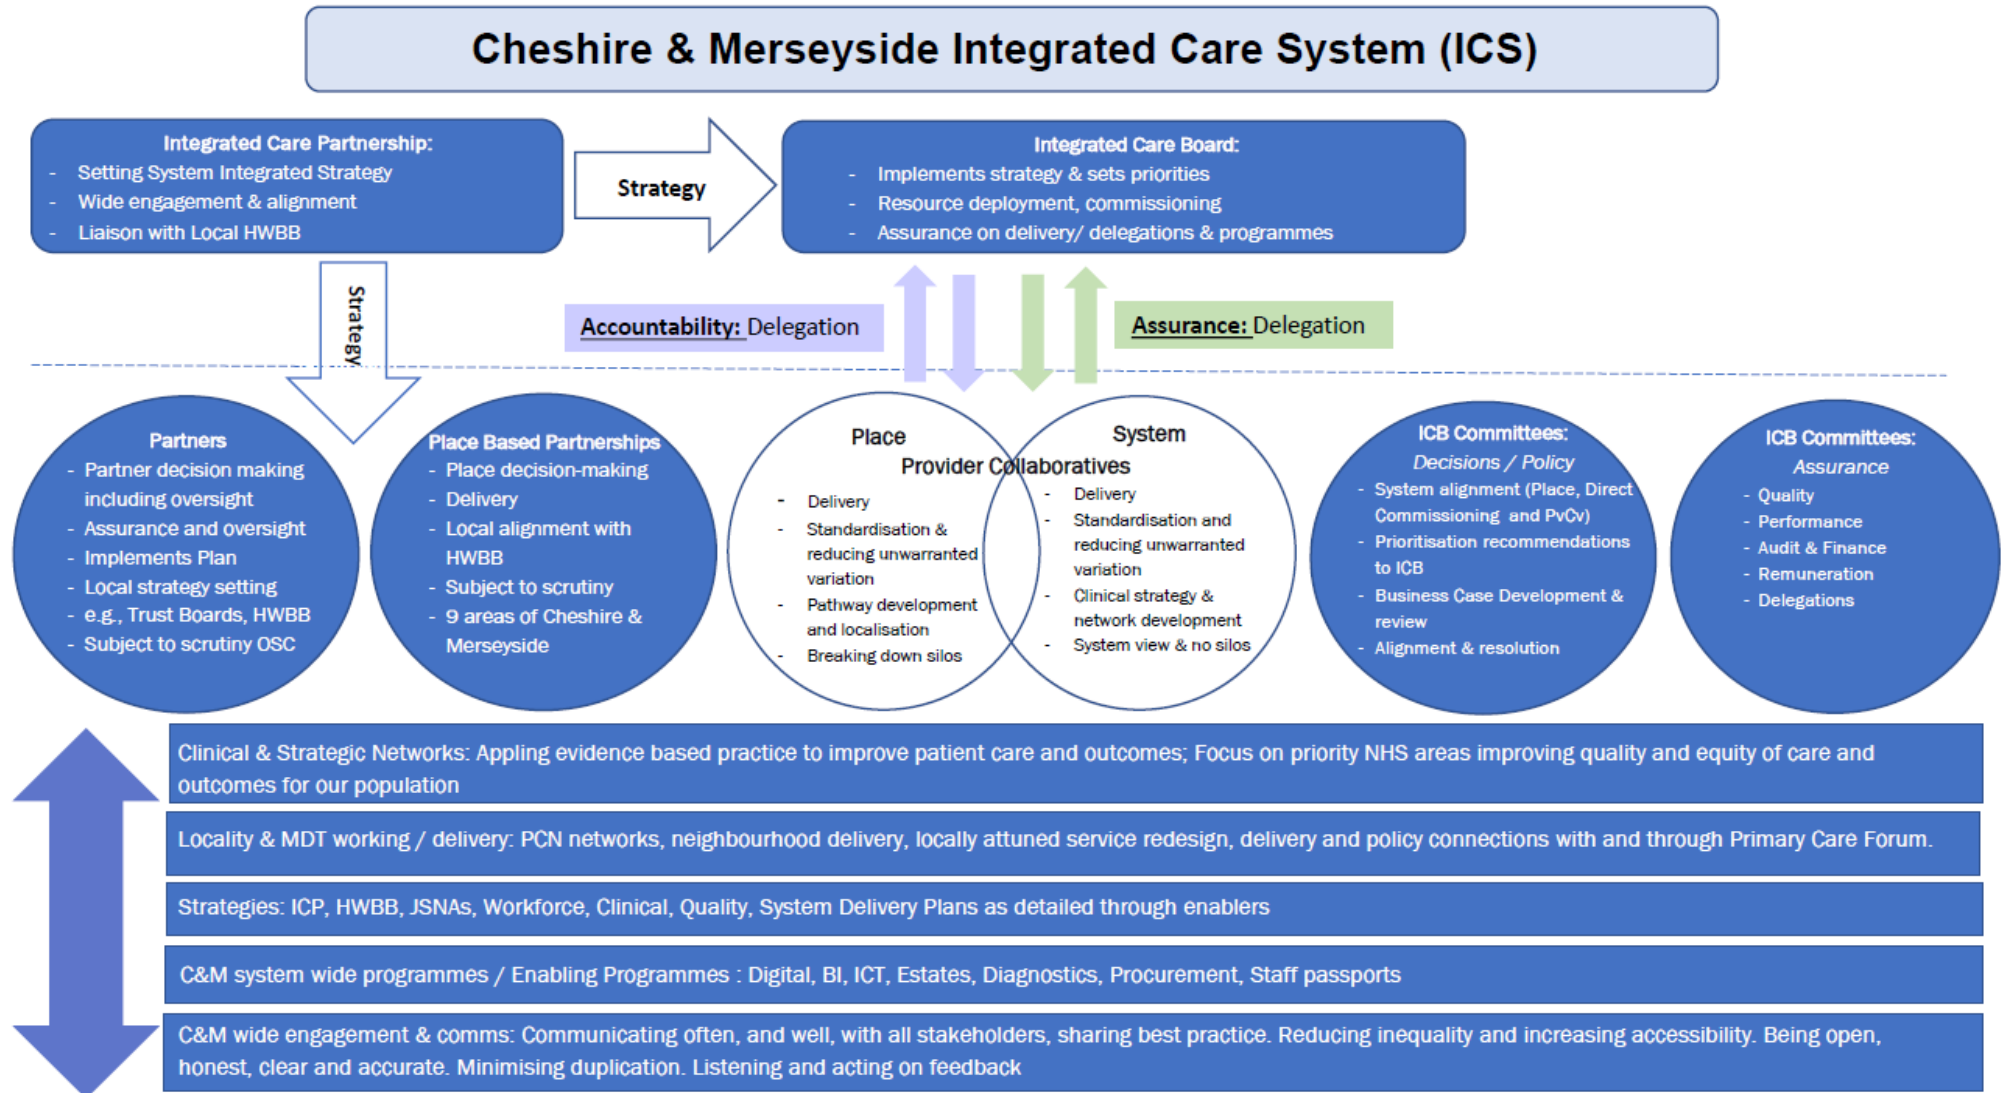 Cheshire & Merseyside Integrated Care System (ICS)
Integrated Care Partnership:
- Setting System Integrated Strategy
- Wide engagement & alignment
- Liaison with Local HWBB
Strategy
Integrated Care Board:
- Implements strategy & sets priorities
- Resource deployment, commissioning
- Assurance on delivery/ delegations & programmes
Strategy
Accountability: Delegation
Assurance: Delegation
Partners
- Partner decision making
including oversight
- Assurance and oversight
- Implements Plan
- Local strategy setting
- e.g., Trust Boards, HWBB
- Subject to scrutiny OSC
Place Based Partnerships
- Place decision-making
- Delivery
- Local alignment with
HWBB
- Subject to scrutiny
- 9 areas of Cheshire &
Merseyside
Place
System
Provider Collaboratives
- Delivery
- Standardisation &
reducing unwarranted
variation
- Pathway development
and localisation
- Breaking down silos
- Delivery
- Standardisation and
reducing unwarranted
variation
- Clinical strategy &
network development
- System view & no silos
ICB Committees:
Decisions / Policy
- System alignment (Place, Direct
Commissioning and PvCv)
- Prioritisation recommendations
to ICB
- Business Case Development &
review
- Alignment & resolution
ICB Committees:
Assurance
- Quality
- Performance
- Audit & Finance
- Remuneration
- Delegations
Clinical & Strategic Networks: Appling evidence based practice to improve patient care and outcomes; Focus on priority NHS areas improving quality and equity of care and
outcomes for our population
Locality & MDT working / delivery: PCN networks, neighbourhood delivery, locally attuned service redesign, delivery and policy connections with and through Primary Care Forum.
Strategies: ICP, HWBB, JSNAs, Workforce, Clinical, Quality, System Delivery Plans as detailed through enablers
C&M system wide programmes / Enabling Programmes : Digital, BI, ICT, Estates, Diagnostics, Procurement, Staff passports
C&M wide engagement & comms: Communicating often, and well, with all stakeholders, sharing best practice. Reducing inequality and increasing accessibility. Being open,
honest, clear and accurate. Minimising duplication. Listening and acting on feedback